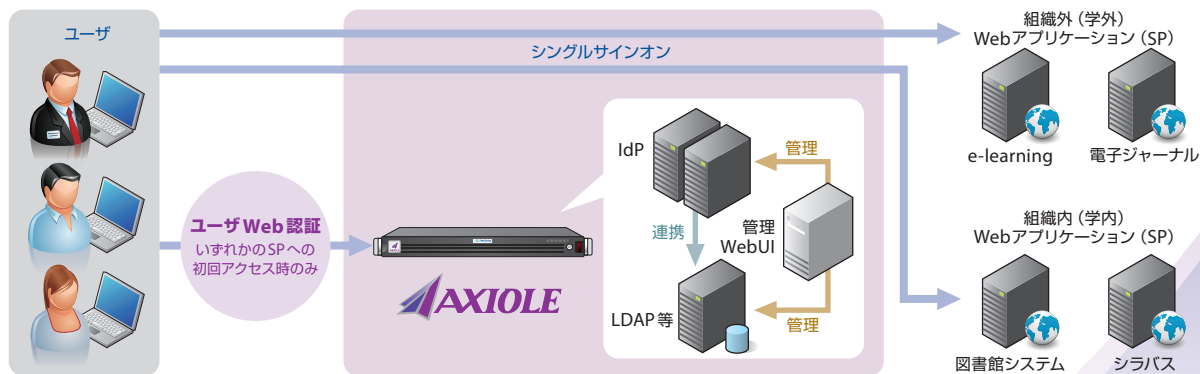 ユーザ
シングルサインオン
組織外（学外）
Webアプリケーション（SP）
e-learning
電子ジャーナル
ユーザWeb認証
いずれかのSPへの
初回アクセス時のみ
AXIOLE
IdP
管理
連携
管理
WebUI
LDAP等
管理
組織内（学内）
Webアプリケーション（SP）
図書館システム
シラバス